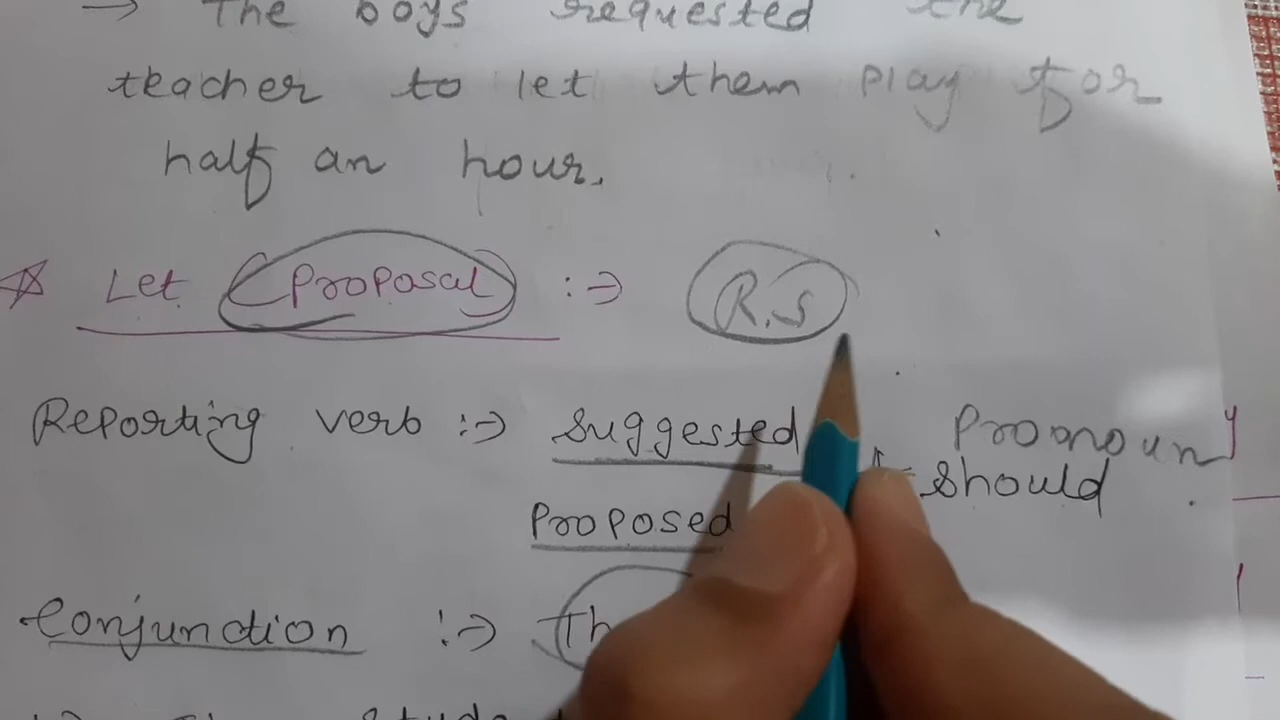 → The boys requested the
teacher to let them play for
half an hour.
☆ Let (Proposal) :→ R.S
Reporting verb :→ Suggested Pronoun
should
Proposed
Conjunction :→ Th